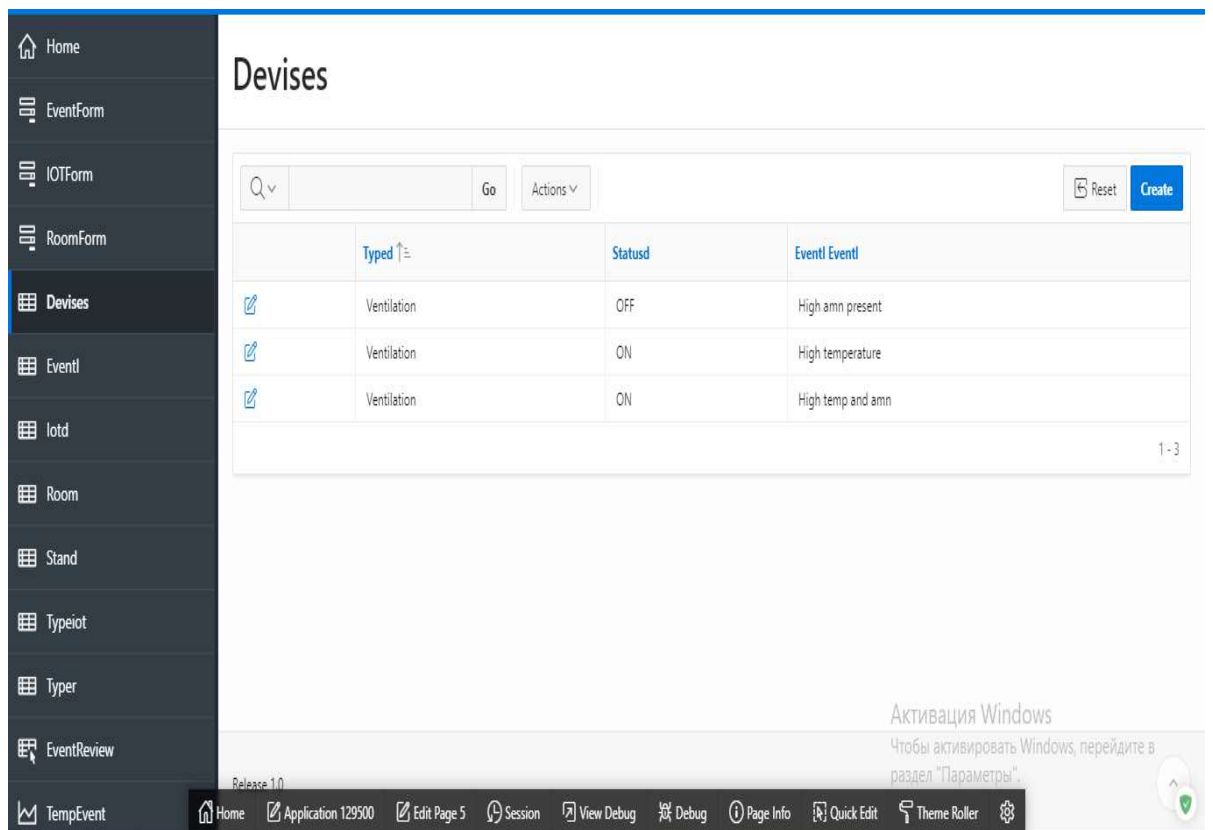 Home
EventForm
IOTForm
RoomForm
Devises
Eventl
Iotd
Room
Stand
Typeiot
Typer
EventReview
TempEvent
Devises
Go
Actions
Reset
Create
Typed Statusd Eventl Eventl
Ventilation OFF High amn present
Ventilation ON High temperature
Ventilation ON High temp and amn
1 - 3
Активация Windows
Чтобы активировать Windows, перейдите в
раздел "Параметры".
Release 1.0
Home Application 129500 Edit Page 5 Session View Debug Debug Page Info Quick Edit Theme Roller